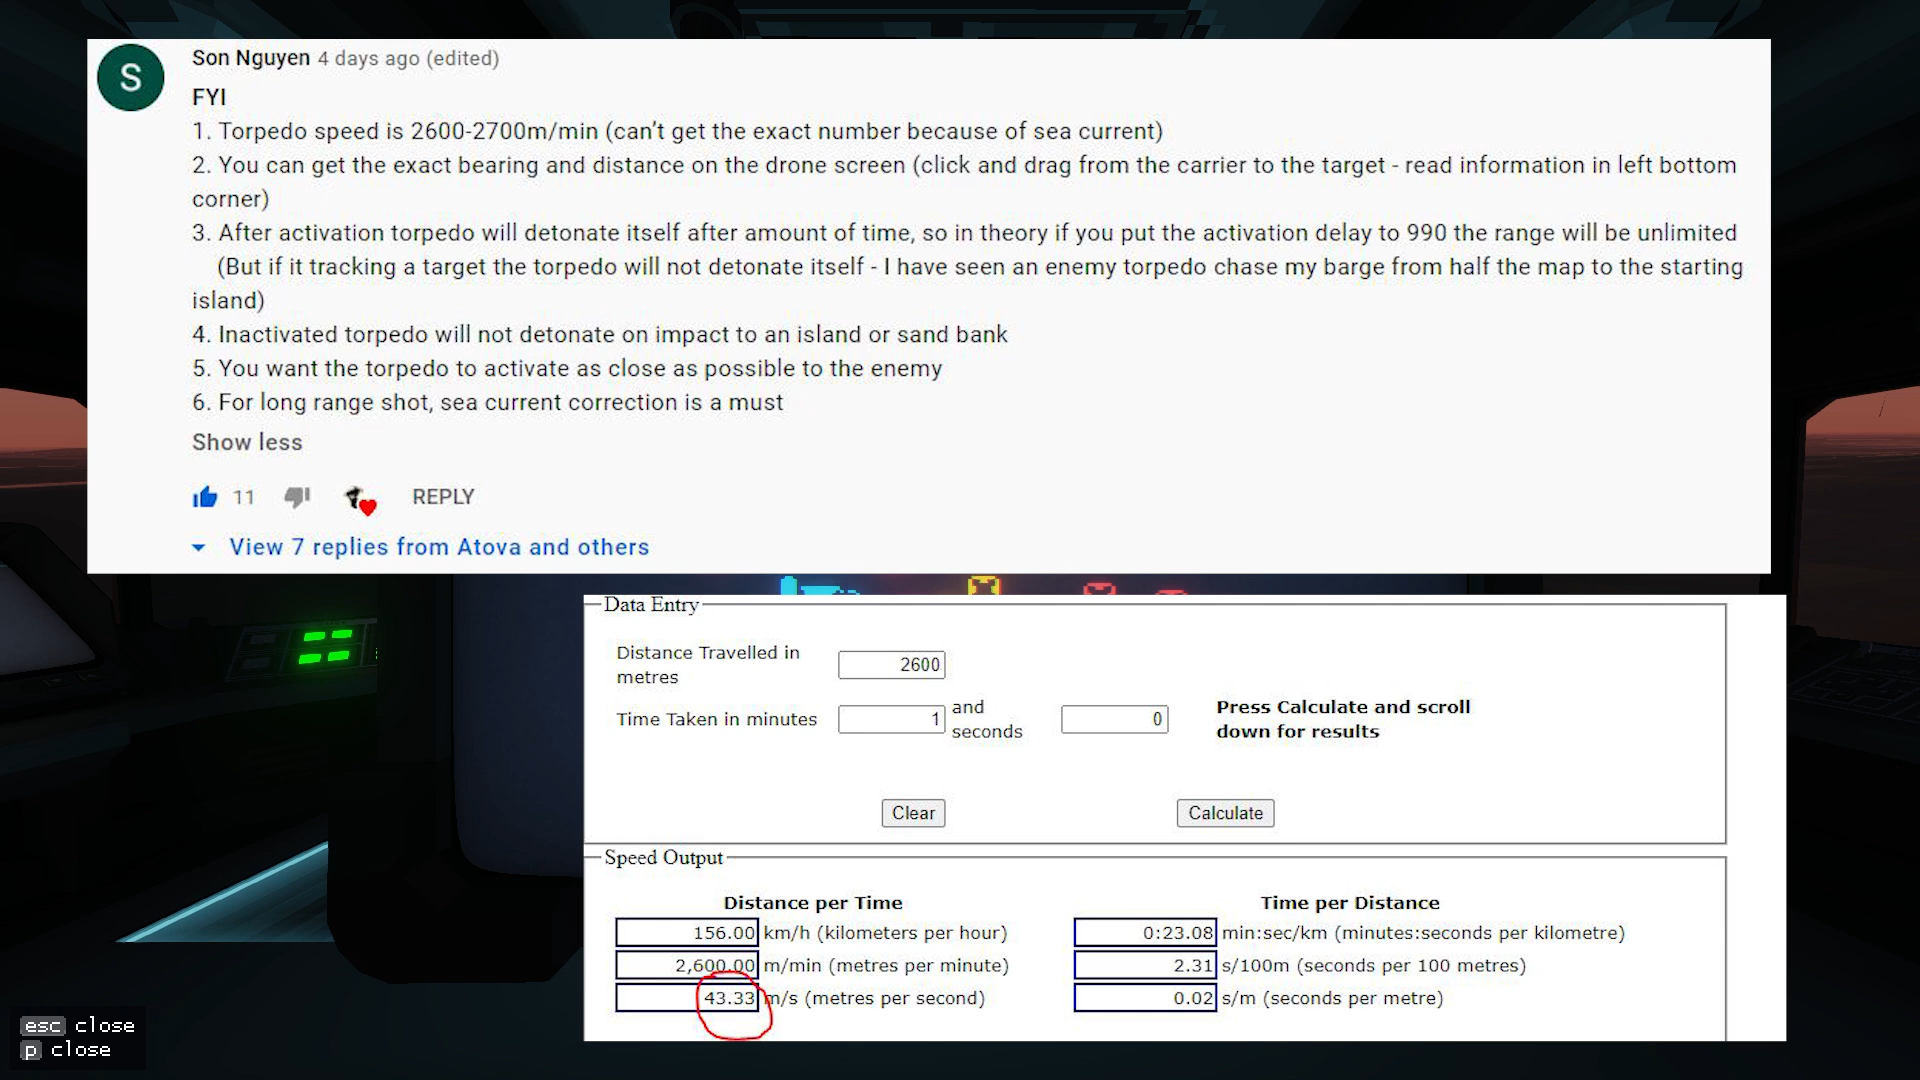 S
Son Nguyen 4 days ago (edited)
FYI
1. Torpedo speed is 2600-2700m/min (can't get the exact number because of sea current)
2. You can get the exact bearing and distance on the drone screen (click and drag from the carrier to the target - read information in left bottom
corner)
3. After activation torpedo will detonate itself after amount of time, so in theory if you put the activation delay to 990 the range will be unlimited
(But if it tracking a target the torpedo will not detonate itself - I have seen an enemy torpedo chase my barge from half the map to the starting
island)
4. Inactivated torpedo will not detonate on impact to an island or sand bank
5. You want the torpedo to activate as close as possible to the enemy
6. For long range shot, sea current correction is a must
Show less
11 REPLY
View 7 replies from Atova and others
Data Entry
Distance Travelled in
metres
2600
Time Taken in minutes
1
and
seconds
0
Press Calculate and scroll
down for results
Clear
Calculate
Speed Output
Distance per Time
156.00 km/h (kilometers per hour)
2,600.00 m/min (metres per minute)
43.33 m/s (metres per second)
Time per Distance
0:23.08 min:sec/km (minutes:seconds per kilometre)
2.31 s/100m (seconds per 100 metres)
0.02 s/m (seconds per metre)
esc close
p close